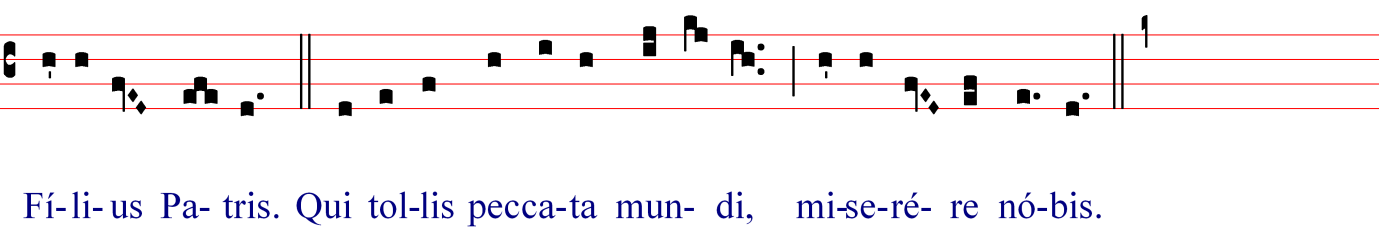 Fí-li-us Pa-tris. Qui tol-lis pecca-ta mun-di, mi-se-ré-re nó-bis.